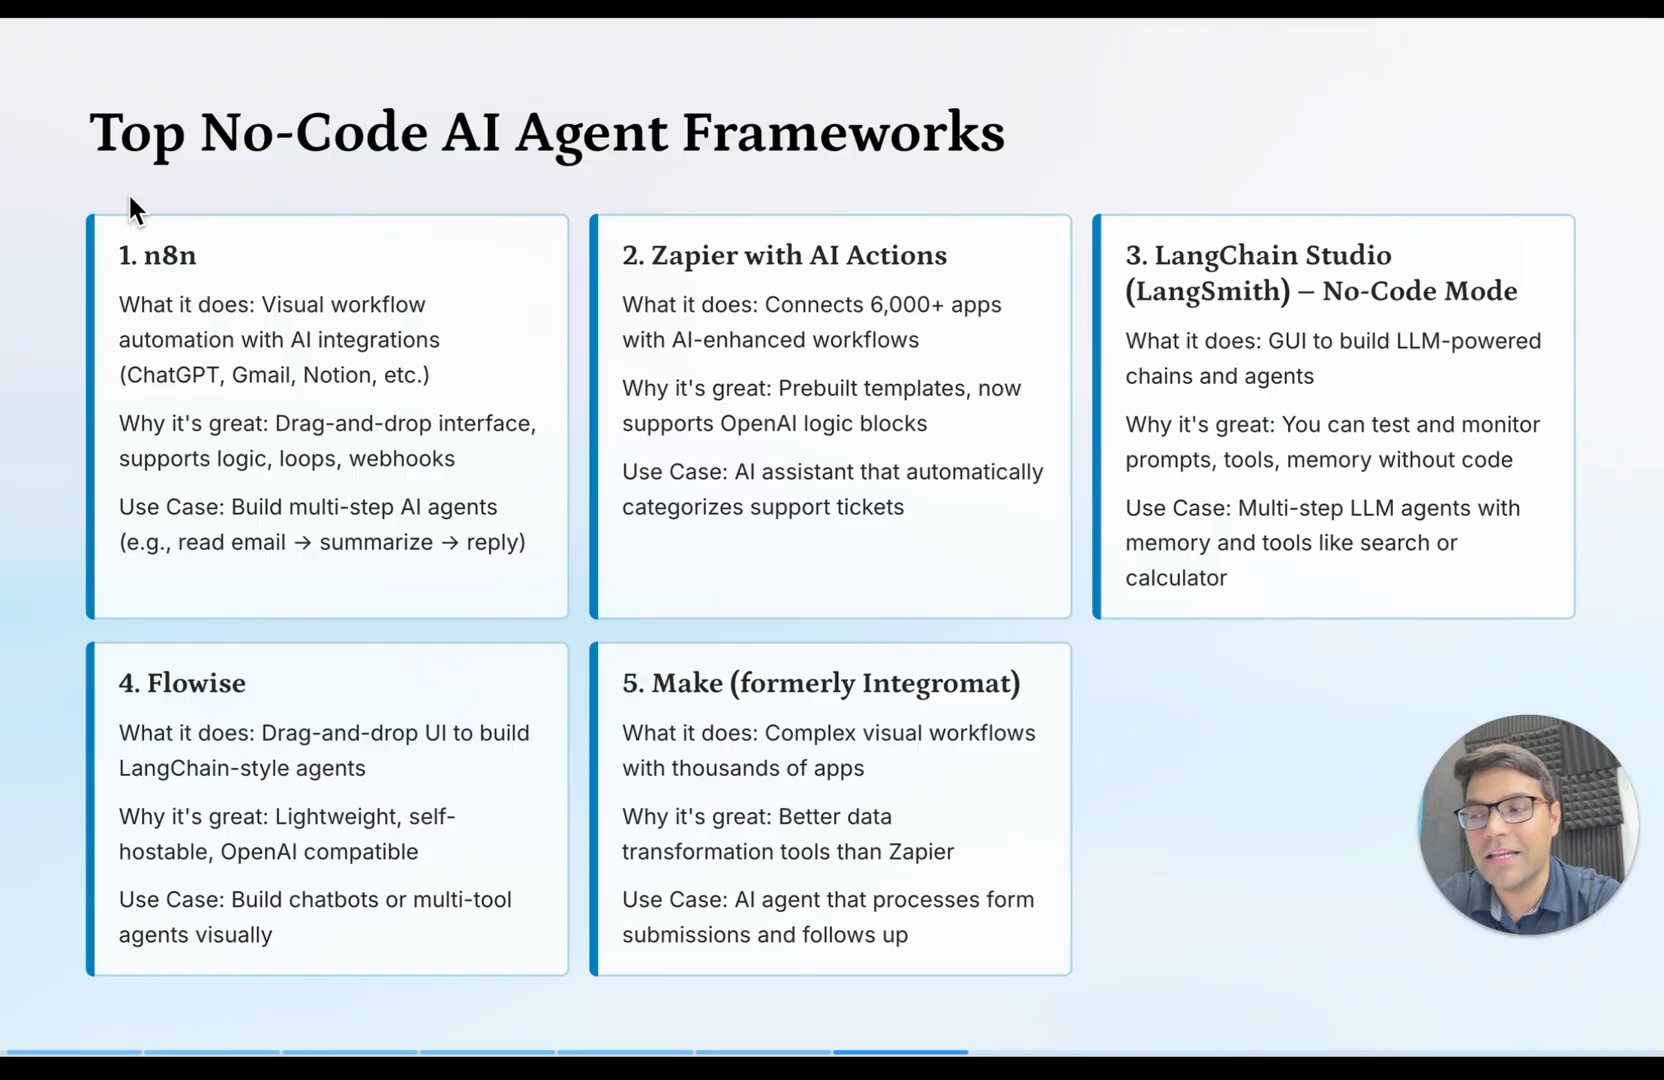 Top No-Code AI Agent Frameworks
1. n8n
What it does: Visual workflow
automation with AI integrations
(ChatGPT, Gmail, Notion, etc.)
Why it's great: Drag-and-drop interface,
supports logic, loops, webhooks
Use Case: Build multi-step AI agents
(e.g., read email → summarize → reply)
2. Zapier with AI Actions
What it does: Connects 6,000+ apps
with AI-enhanced workflows
Why it's great: Prebuilt templates, now
supports OpenAI logic blocks
Use Case: AI assistant that automatically
categorizes support tickets
3. LangChain Studio
(LangSmith) – No-Code Mode
What it does: GUI to build LLM-powered
chains and agents
Why it's great: You can test and monitor
prompts, tools, memory without code
Use Case: Multi-step LLM agents with
memory and tools like search or
calculator
4. Flowise
What it does: Drag-and-drop UI to build
LangChain-style agents
Why it's great: Lightweight, self-
hostable, OpenAI compatible
Use Case: Build chatbots or multi-tool
agents visually
5. Make (formerly Integromat)
What it does: Complex visual workflows
with thousands of apps
Why it's great: Better data
transformation tools than Zapier
Use Case: AI agent that processes form
submissions and follows up